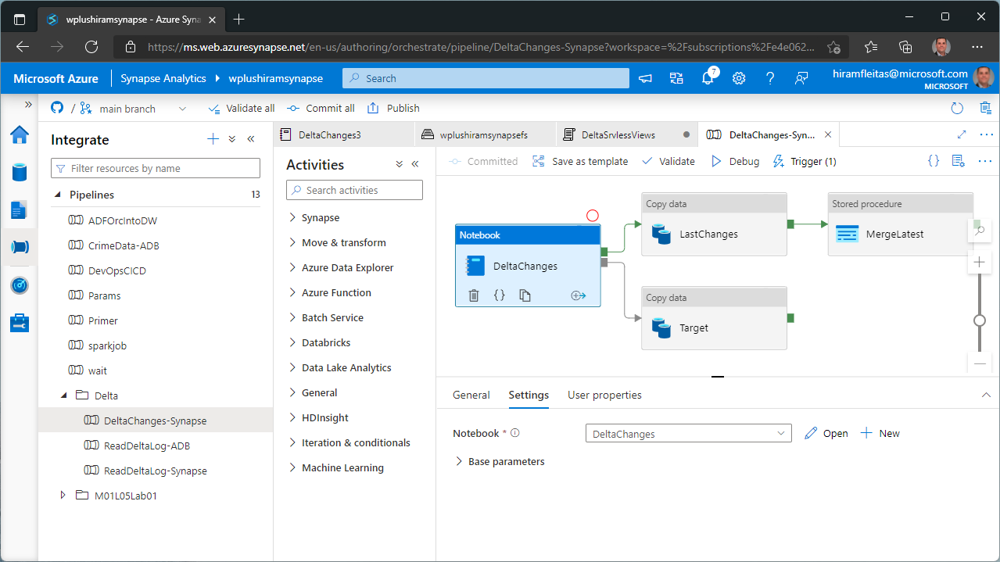 wplushiramsynapse - Azure Syna
https://ms.web.azuresynapse.net/en-us/authoring/orchestrate/pipeline/DeltaChanges-Synapse?workspace=%2Fsubscriptions%2Fe4e062...
Microsoft Azure
Synapse Analytics
wplushiramsynapse
Search
7
hiramfleitas@microsoft.com
MICROSOFT
/ main branch
Validate all
Commit all
Publish
Integrate
Filter resources by name
Pipelines 13
ADFOrcIntoDW
CrimeData-ADB
DevOpsCICD
Params
Primer
sparkjob
wait
Delta
DeltaChanges-Synapse
ReadDeltaLog-ADB
ReadDeltaLog-Synapse
M01L05Lab01
DeltaChanges3
wplushiramsynapsefs
DeltaSrvlessViews
DeltaChanges-Syn...
Activities
Search activities
Synapse
Move & transform
Azure Data Explorer
Azure Function
Batch Service
Databricks
Data Lake Analytics
General
HDInsight
Iteration & conditionals
Machine Learning
Committed
Save as template
Validate
Debug
Trigger (1)
{}
Notebook
DeltaChanges
{}
Copy data
LastChanges
Stored procedure
MergeLatest
Copy data
Target
General
Settings
User properties
Notebook *
DeltaChanges
Open
New
Base parameters